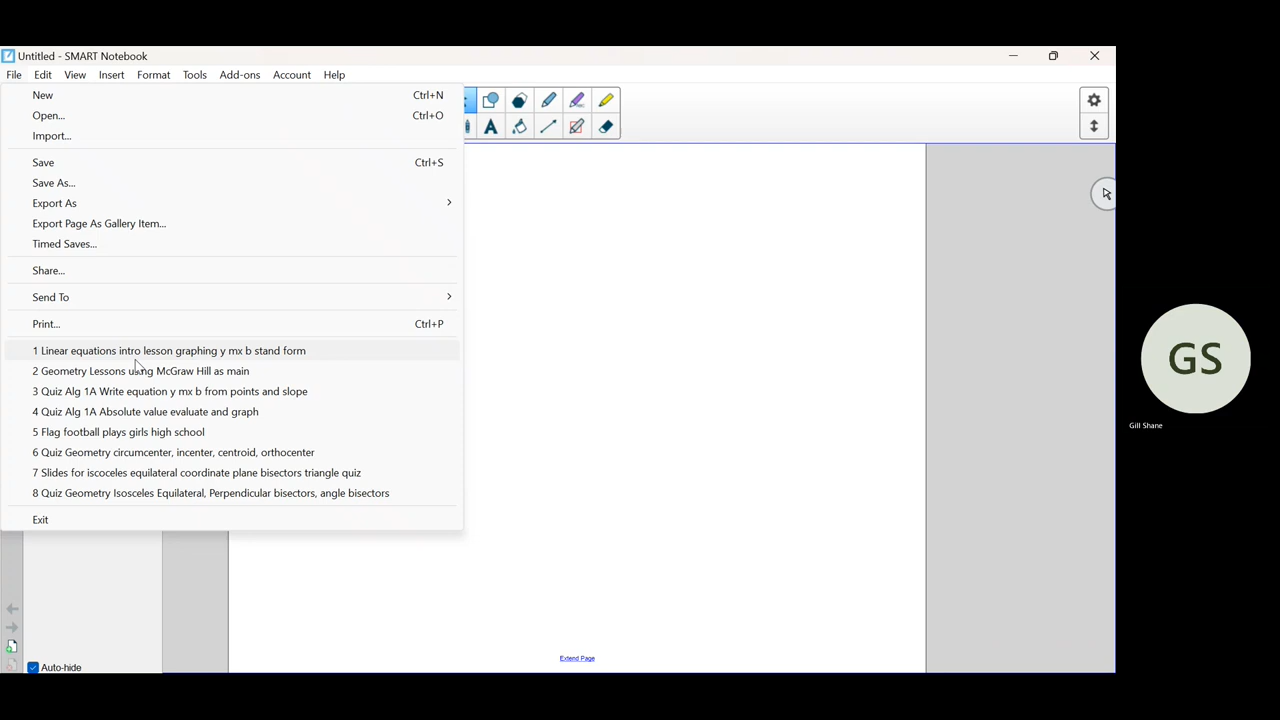 Untitled - SMART Notebook
File Edit View Insert Format Tools Add-ons Account Help
New Ctrl+N
Open... Ctrl+O
Import...
Save Ctrl+S
Save As...
Export As
Export Page As Gallery Item...
Timed Saves...
Share...
Send To
Print... Ctrl+P
1 Linear equations intro lesson graphing y mx b stand form
2 Geometry Lessons using McGraw Hill as main
3 Quiz Alg 1A Write equation y mx b from points and slope
4 Quiz Alg 1A Absolute value evaluate and graph
5 Flag football plays girls high school
6 Quiz Geometry circumcenter, incenter, centroid, orthocenter
7 Slides for iscoceles equilateral coordinate plane bisectors triangle quiz
8 Quiz Geometry Isosceles Equilateral, Perpendicular bisectors, angle bisectors
Exit
Auto-hide
Extend Page
A
GS
Gill Shane